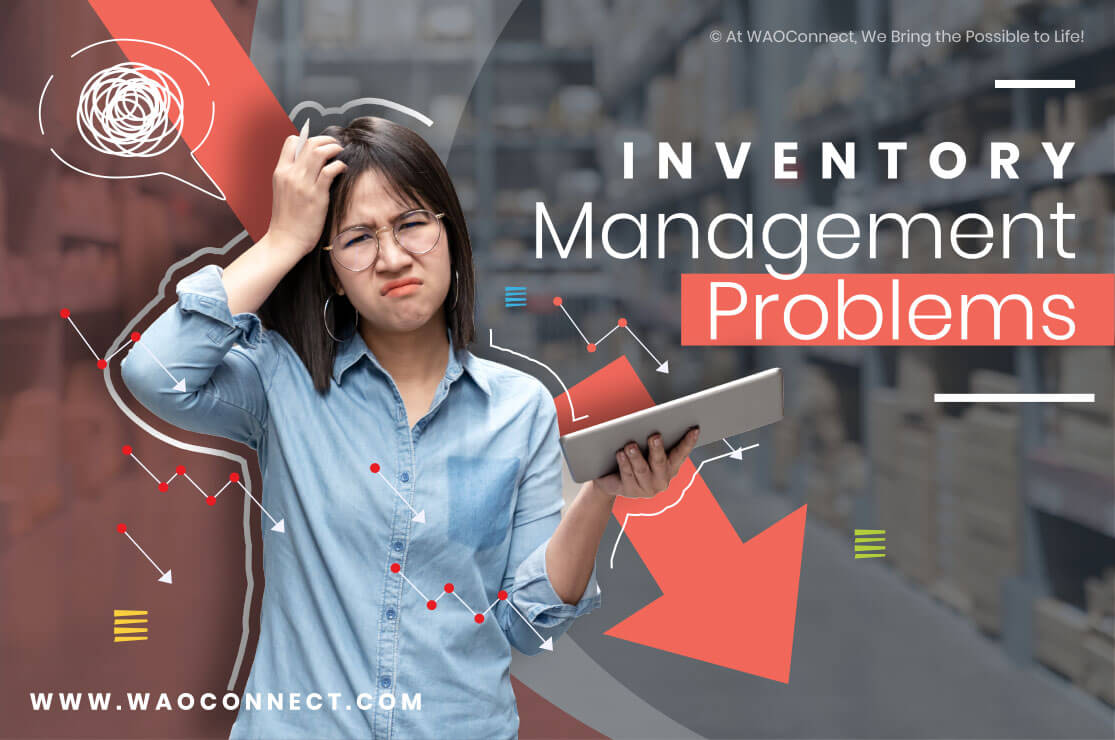 © At WAOConnect, We Bring the Possible to Life!
INVENTORY
Management
Problems
WWW.WAOCONNECT.COM